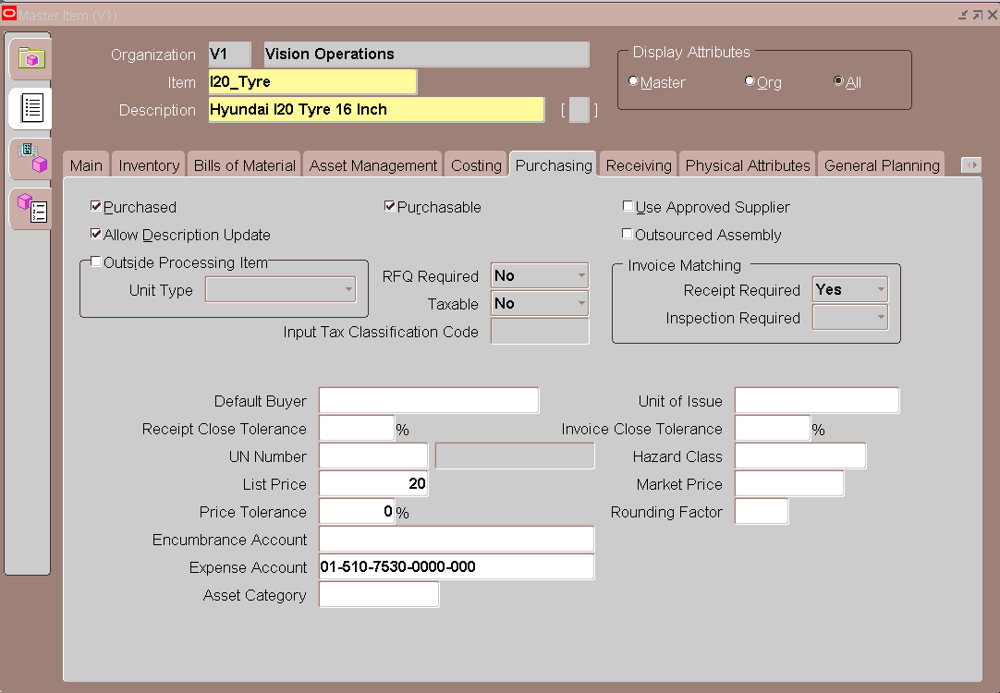 Master Item (V1)
Organization V1 Vision Operations
Item I20_Tyre
Description Hyundai I20 Tyre 16 Inch [ ]
Display Attributes
Master Org All
Main Inventory Bills of Material Asset Management Costing Purchasing Receiving Physical Attributes General Planning
Purchased Purchasable Use Approved Supplier
Allow Description Update Outsourced Assembly
Outside Processing Item
Unit Type
RFQ Required No
Taxable No
Input Tax Classification Code
Invoice Matching
Receipt Required Yes
Inspection Required
Default Buyer Unit of Issue
Receipt Close Tolerance % Invoice Close Tolerance %
UN Number Hazard Class
List Price 20 Market Price
Price Tolerance 0 % Rounding Factor
Encumbrance Account
Expense Account 01-510-7530-0000-000
Asset Category